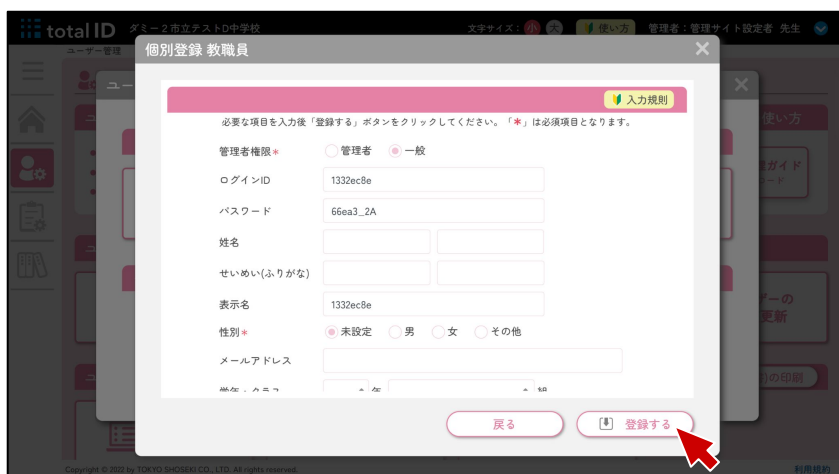 total ID ダミー2市立テストD中学校 文字サイズ： 小 大 使い方 管理者：管理サイト設定者 先生
ユーザー管理
個別登録 教職員
入力規則
必要な項目を入力後「登録する」ボタンをクリックしてください。「＊」は必須項目となります。
管理者権限＊ 管理者 一般
ログインID 1332ec8e
パスワード 66ea3_2A
姓名
せいめい(ふりがな)
表示名 1332ec8e
性別＊ 未設定 男 女 その他
メールアドレス
学年・クラス 年 組
戻る 登録する
使い方
ガイド
ード
ーの
更新
の印刷
Copyright © 2022 by TOKYO SHOSEKI CO., LTD. All rights reserved. 利用規約